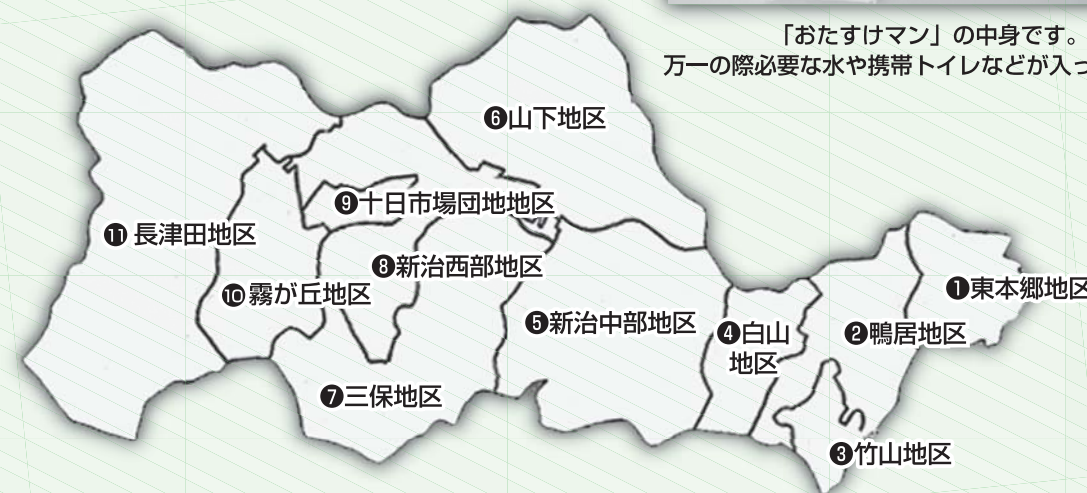 「おたすけマン」の中身です。
万一の際必要な水や携帯トイレなどが入っ
❻山下地区
❾十日市場団地地区
⓫長津田地区
❽新治西部地区
❿霧が丘地区
❶東本郷地区
❺新治中部地区
❹白山
地区
❷鴨居地区
❼三保地区
❸竹山地区